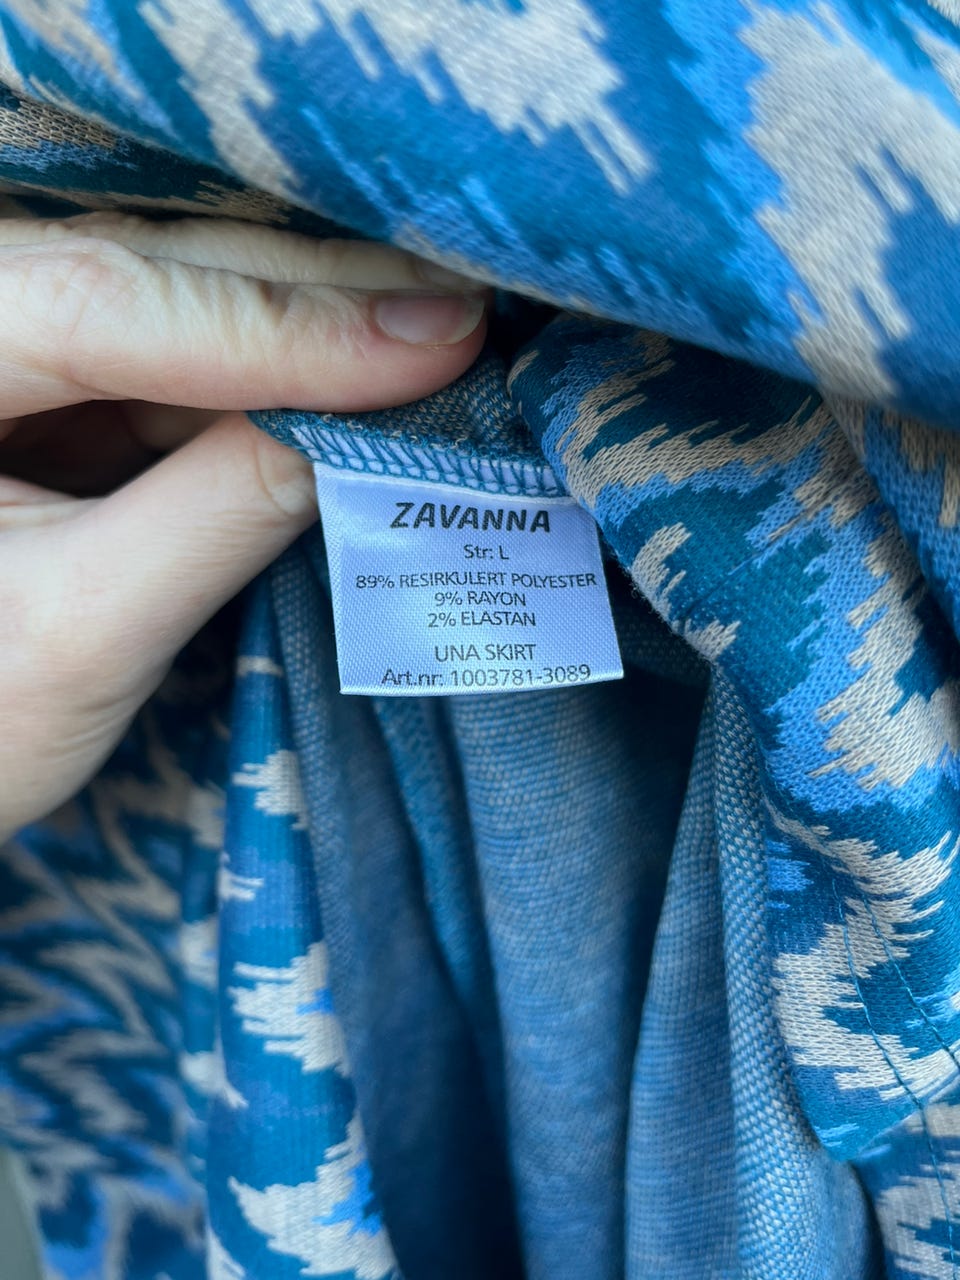 ZAVANNA
Str: L
89% RESIRKULERT POLYESTER
9% RAYON
2% ELASTAN
UNA SKIRT
Art.nr: 1003781-3089